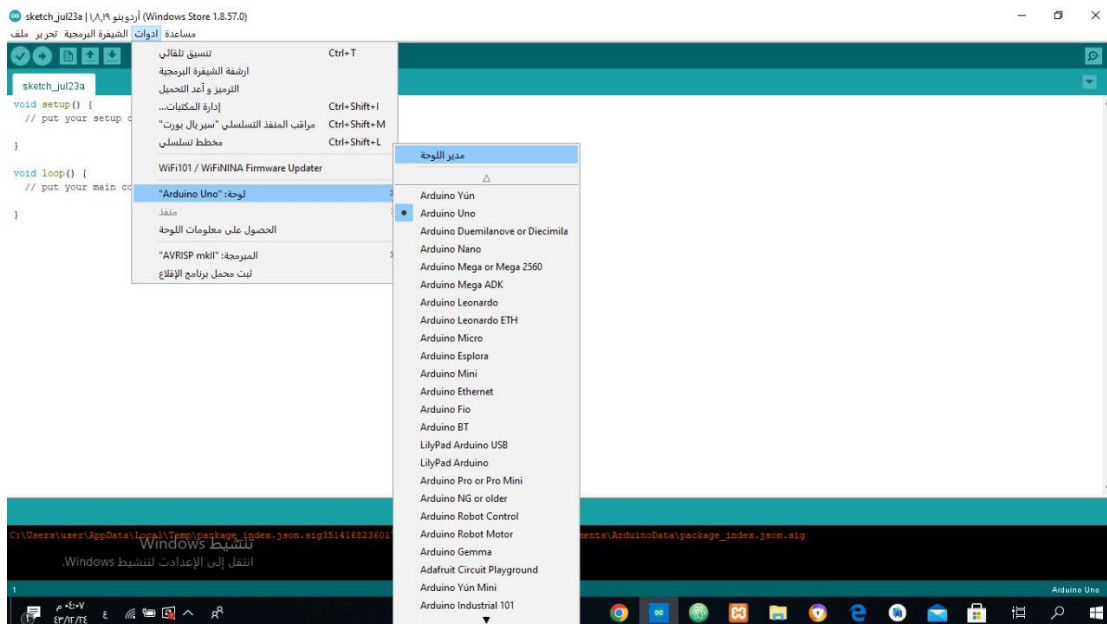 sketch_jul23a | أردوينو ١,٨,١٩ (Windows Store 1.8.57.0)
ملف تحرير الشيفرة البرمجية ادوات مساعدة
sketch_jul23a
void setup() {
// put your setup c
}
void loop() {
// put your main co
}
تنسيق تلقائي Ctrl+T
ارشفة الشيفرة البرمجية
الترميز و أعد التحميل
إدارة المكتبات... Ctrl+Shift+I
مراقب المنفذ التسلسلي "سيريال بورت" Ctrl+Shift+M
مخطط تسلسلي Ctrl+Shift+L
WiFi101 / WiFiNINA Firmware Updater
لوحة: "Arduino Uno"
منفذ
الحصول على معلومات اللوحة
المبرمجة: "AVRISP mkII"
ثبت محمل برنامج الإقلاع
مدير اللوحة
Arduino Yún
Arduino Uno
Arduino Duemilanove or Diecimila
Arduino Nano
Arduino Mega or Mega 2560
Arduino Mega ADK
Arduino Leonardo
Arduino Leonardo ETH
Arduino Micro
Arduino Esplora
Arduino Mini
Arduino Ethernet
Arduino Fio
Arduino BT
LilyPad Arduino USB
LilyPad Arduino
Arduino Pro or Pro Mini
Arduino NG or older
Arduino Robot Control
Arduino Robot Motor
Arduino Gemma
Adafruit Circuit Playground
Arduino Yún Mini
Arduino Industrial 101
C:\Users\user\AppData\Local\Temp\package_index.json.sig3514168236017 ents\ArduinoData\package_index.json.sig
تنشيط Windows
انتقل إلى الإعدادات لتنشيط Windows.
1
Arduino Uno
٠٤:٠٧ م
٤٣/١٢/٢٤
ع